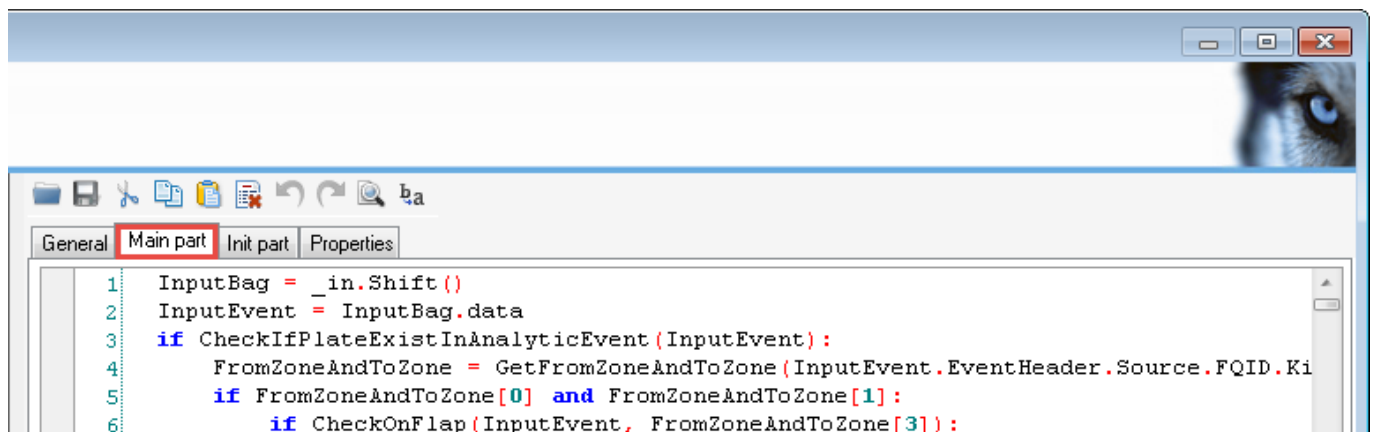 General Main part Init part Properties
1 InputBag = _in.Shift()
2 InputEvent = InputBag.data
3 if CheckIfPlateExistInAnalyticEvent(InputEvent):
4 FromZoneAndToZone = GetFromZoneAndToZone(InputEvent.EventHeader.Source.FQID.Ki
5 if FromZoneAndToZone[0] and FromZoneAndToZone[1]:
6 if CheckOnFlap(InputEvent, FromZoneAndToZone[3]):